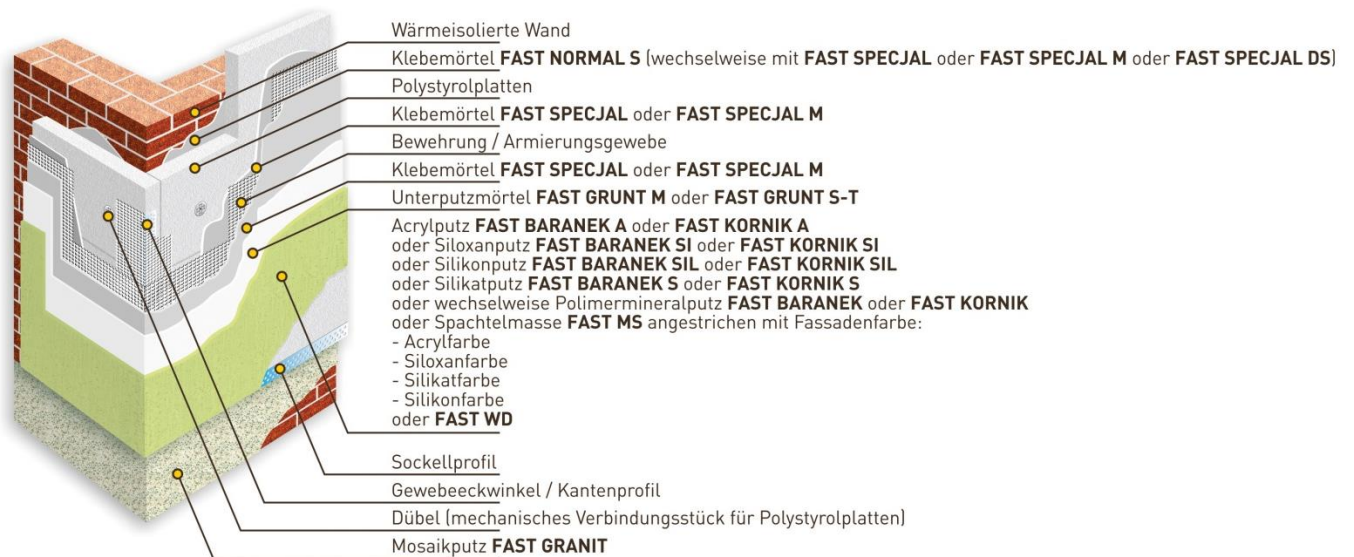 Wärmeisolierte Wand
Klebemörtel FAST NORMAL S (wechselweise mit FAST SPECJAL oder FAST SPECJAL M oder FAST SPECJAL DS)
Polystyrolplatten
Klebemörtel FAST SPECJAL oder FAST SPECJAL M
Bewehrung / Armierungsgewebe
Klebemörtel FAST SPECJAL oder FAST SPECJAL M
Unterputzmörtel FAST GRUNT M oder FAST GRUNT S-T
Acrylputz FAST BARANEK A oder FAST KORNIK A
oder Siloxanputz FAST BARANEK SI oder FAST KORNIK SI
oder Silikonputz FAST BARANEK SIL oder FAST KORNIK SIL
oder Silikatputz FAST BARANEK S oder FAST KORNIK S
oder wechselweise Polimermineralputz FAST BARANEK oder FAST KORNIK
oder Spachtelmasse FAST MS angestrichen mit Fassadenfarbe:
- Acrylfarbe
- Siloxanfarbe
- Silikatfarbe
- Silikonfarbe
oder FAST WD
Sockellprofil
Gewebeeckwinkel / Kantenprofil
Dübel (mechanisches Verbindungsstück für Polystyrolplatten)
Mosaikputz FAST GRANIT